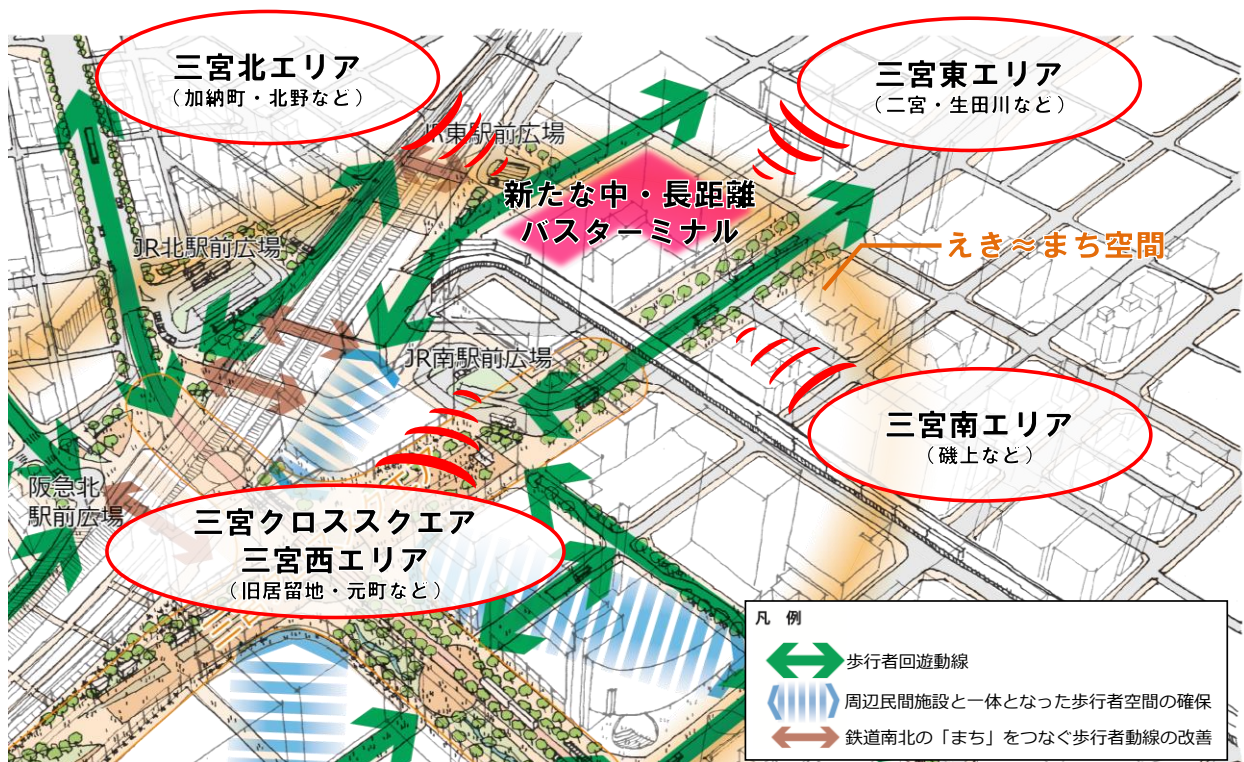 三宮北エリア
（加納町・北野など）
三宮東エリア
（二宮・生田川など）
JR東駅前広場
新たな中・長距離
バスターミナル
JR北駅前広場
えき≈まち空間
JR南駅前広場
三宮南エリア
（磯上など）
阪急北
駅前広場
三宮クロススクエア
三宮西エリア
（旧居留地・元町など）
凡 例
歩行者回遊動線
周辺民間施設と一体となった歩行者空間の確保
鉄道南北の「まち」をつなぐ歩行者動線の改善